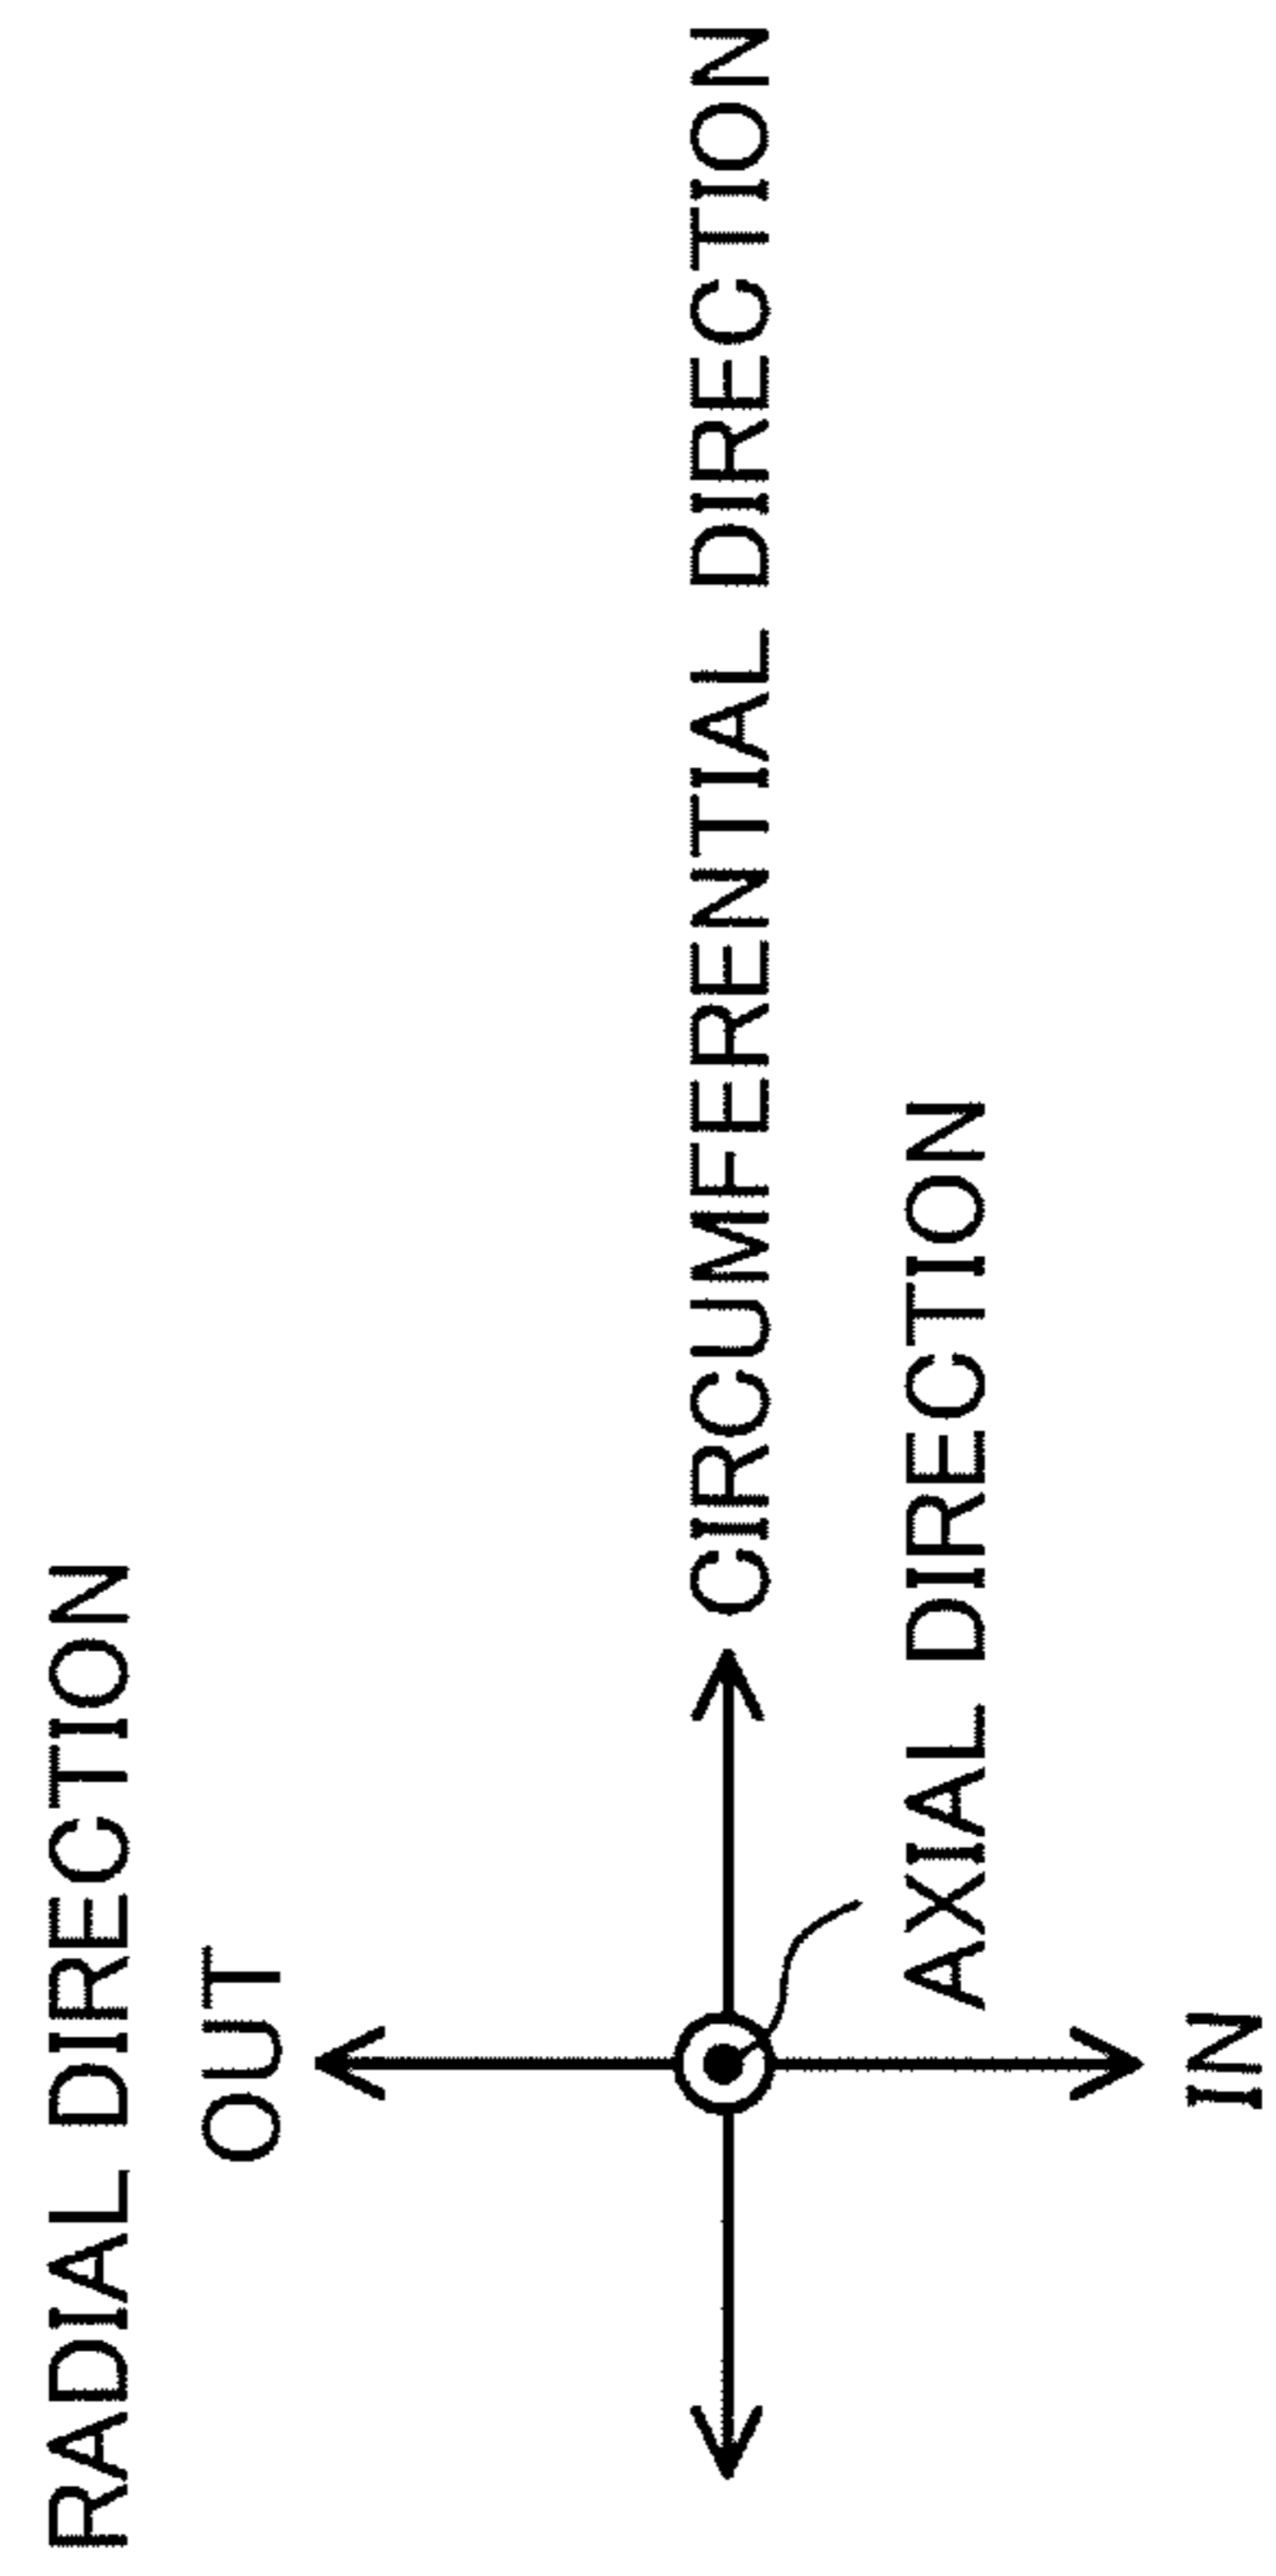 RADIAL DIRECTION
OUT
CIRCUMFERENTIAL DIRECTION
AXIAL DIRECTION
IN